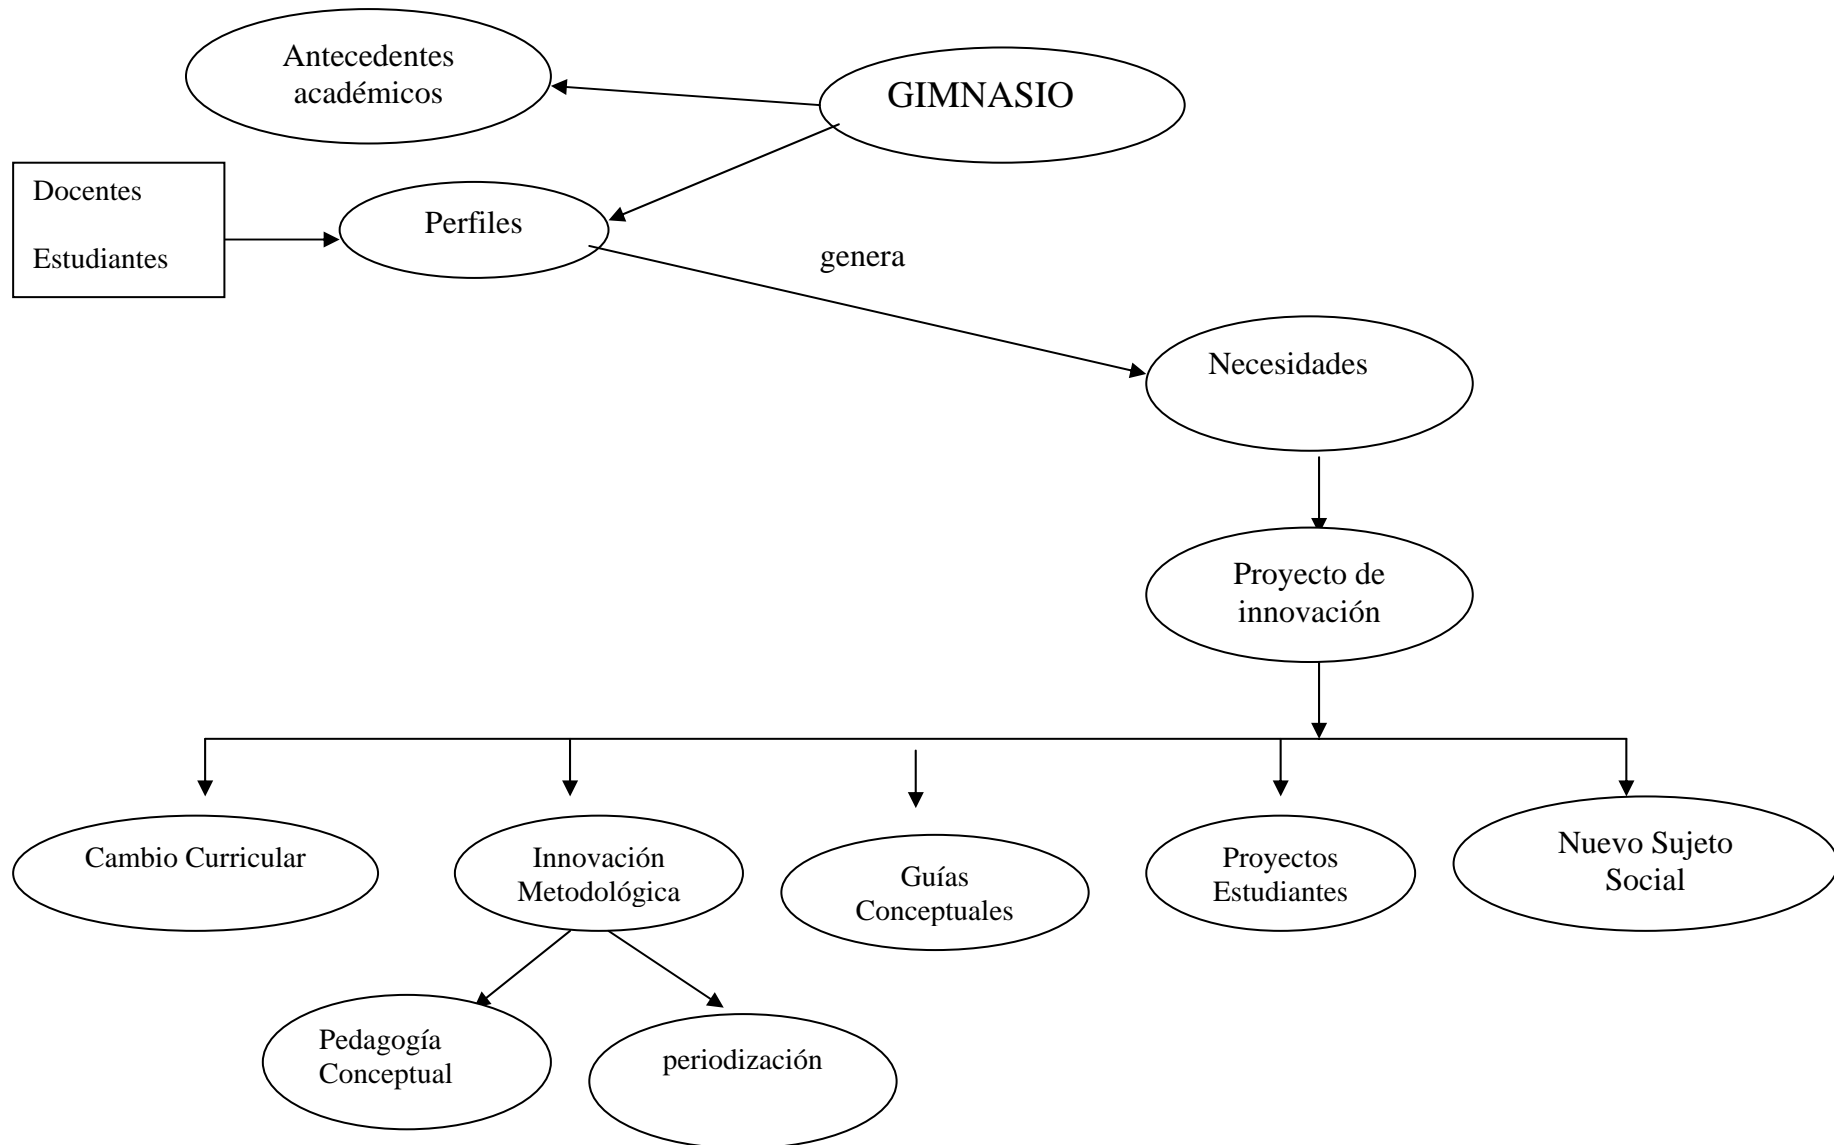 Antecedentes
académicos
GIMNASIO
Docentes
Estudiantes
Perfiles
genera
Necesidades
Proyecto de
innovación
Cambio Curricular
Innovación
Metodológica
Guías
Conceptuales
Proyectos
Estudiantes
Nuevo Sujeto
Social
Pedagogía
Conceptual
periodización